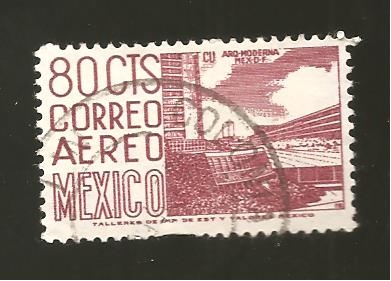 80 CTS
CORREO
AEREO
MEXICO
CU ARQ-MODERNA
MEX-D-F-
TALLERES DE IMP DE EST Y VALORES MEXICO